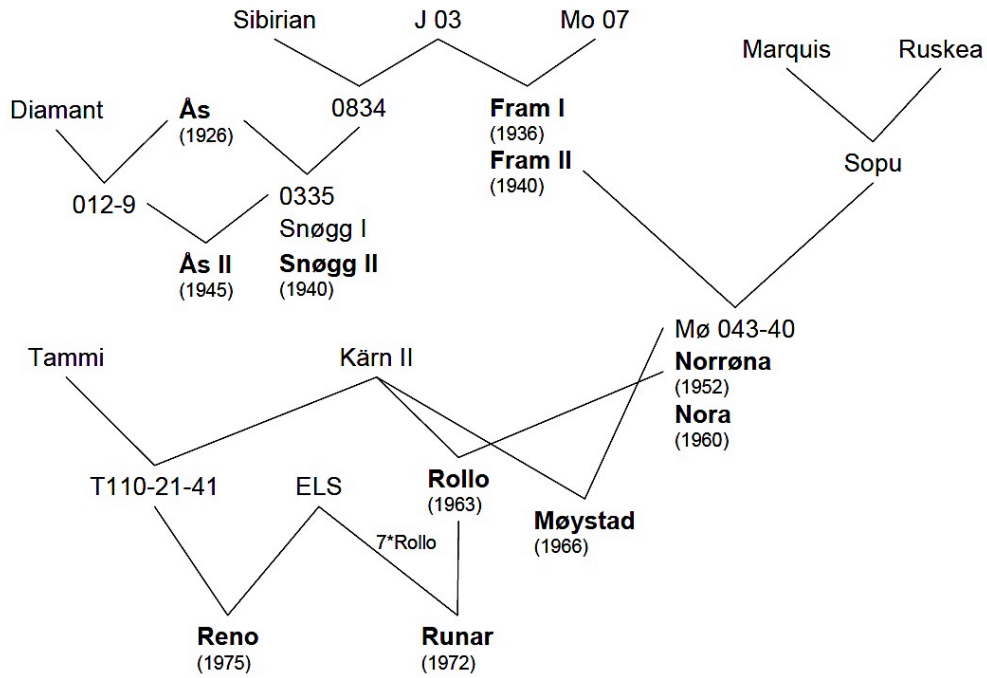 Sibirian
J 03
Mo 07
Marquis
Ruskea
Diamant
Ås
(1926)
0834
Fram I
(1936)
Fram II
(1940)
Sopu
012-9
0335
Snøgg I
Snøgg II
(1940)
Ås II
(1945)
Mø 043-40
Norrøna
(1952)
Nora
(1960)
Tammi
Kärn II
T110-21-41
ELS
Rollo
(1963)
Møystad
(1966)
7*Rollo
Reno
(1975)
Runar
(1972)